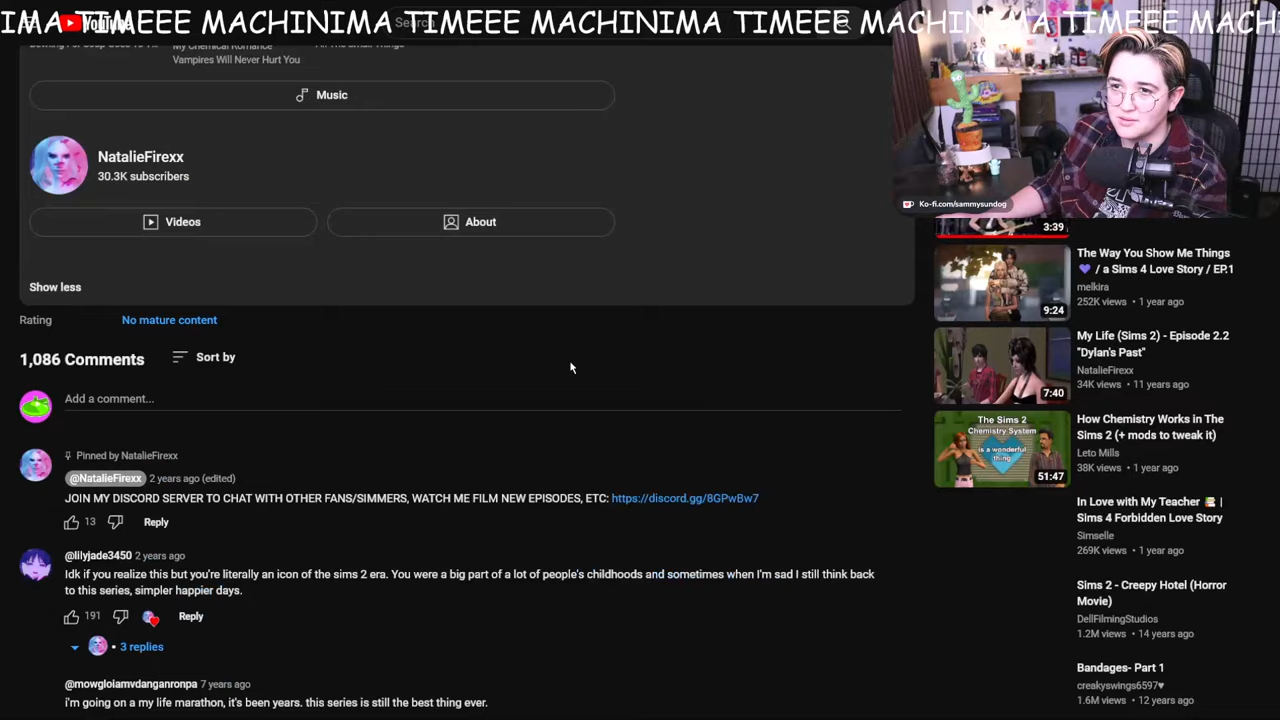 IMA TIMEEE MACHINIMA TIMEEE MACHINIMA TIMEEE MACHINIMA TIMEEE MACH
YouTube
Search
My Chemical Romance
Vampires Will Never Hurt You
Music
NatalieFirexx
30.3K subscribers
Videos
About
Show less
Rating
No mature content
1,086 Comments
Sort by
Add a comment...
Pinned by NatalieFirexx
@NatalieFirexx 2 years ago (edited)
JOIN MY DISCORD SERVER TO CHAT WITH OTHER FANS/SIMMERS, WATCH ME FILM NEW EPISODES, ETC: https://discord.gg/8GPwBw7
13
Reply
@lilyjade3450 2 years ago
Idk if you realize this but you're literally an icon of the sims 2 era. You were a big part of a lot of people's childhoods and sometimes when I'm sad I still think back
to this series, simpler happier days.
191
Reply
3 replies
@mowgloiamvdanganronpa 7 years ago
i'm going on a my life marathon, it's been years. this series is still the best thing ever.
Ko-fi.com/sammysundog
3:39
The Way You Show Me Things
💜 / a Sims 4 Love Story / EP.1
melkira
252K views • 1 year ago
9:24
My Life (Sims 2) - Episode 2.2
"Dylan's Past"
NatalieFirexx
34K views • 11 years ago
7:40
The Sims 2
Chemistry System
is a wonderful
thing
51:47
How Chemistry Works in The
Sims 2 (+ mods to tweak it)
Leto Mills
38K views • 1 year ago
In Love with My Teacher 📚 |
Sims 4 Forbidden Love Story
Simselle
269K views • 1 year ago
Sims 2 - Creepy Hotel (Horror
Movie)
DellFilmingStudios
1.2M views • 14 years ago
Bandages- Part 1
creakyswings6597♥
1.6M views • 12 years ago